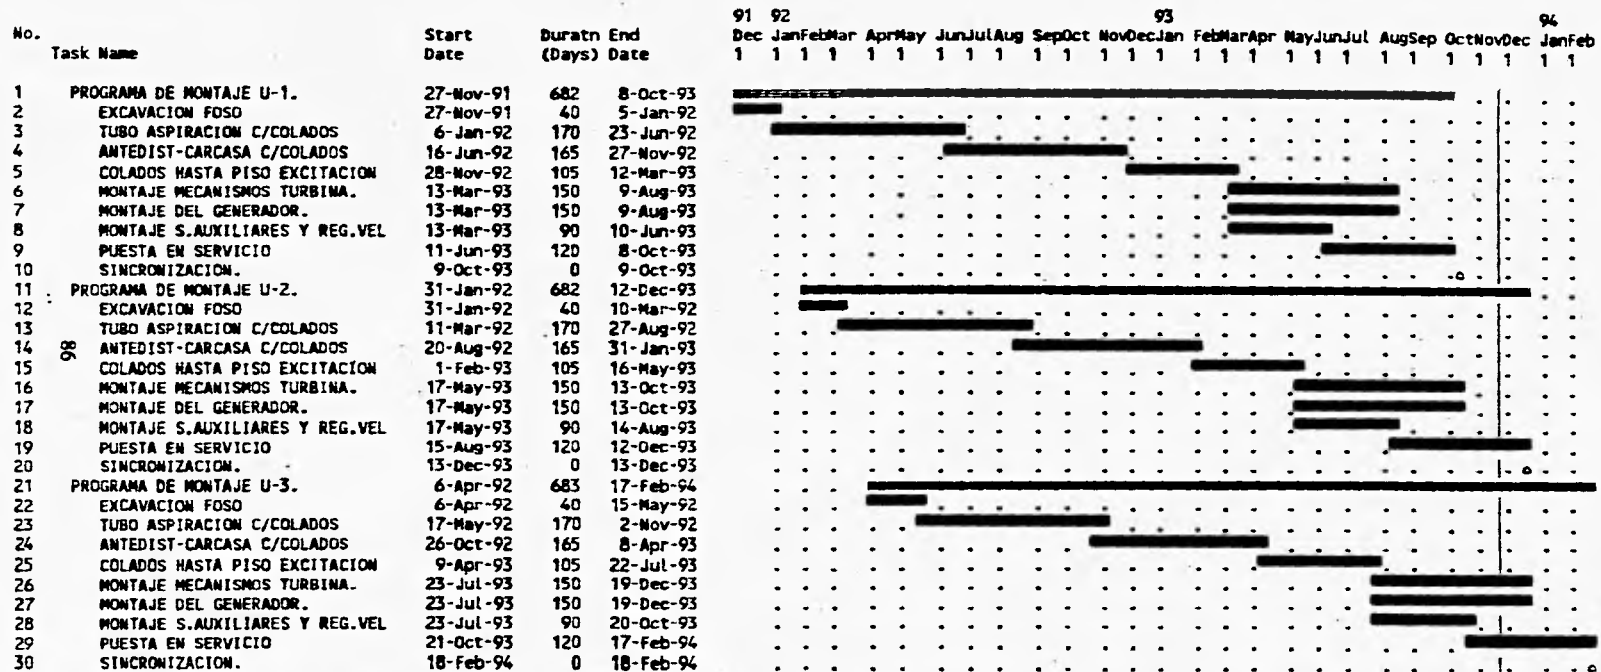 91 92 93 94
No. Start Duratn End Dec JanFebMar AprMay JunJulAug SepOct NovDecJan FebMarApr MayJunJul AugSep OctNovDec JanFeb
Task Name Date (Days) Date 1 1 1 1 1 1 1 1 1 1 1 1 1 1 1 1 1 1 1 1 1 1 1 1 1 1 1
1 PROGRAMA DE MONTAJE U-1. 27-Nov-91 682 8-Oct-93
2 EXCAVACION FOSO 27-Nov-91 40 5-Jan-92
3 TUBO ASPIRACION C/COLADOS 6-Jan-92 170 23-Jun-92
4 ANTEDIST-CARCASA C/COLADOS 16-Jun-92 165 27-Nov-92
5 COLADOS HASTA PISO EXCITACION 28-Nov-92 105 12-Mar-93
6 MONTAJE MECANISMOS TURBINA. 13-Mar-93 150 9-Aug-93
7 MONTAJE DEL GENERADOR. 13-Mar-93 150 9-Aug-93
8 MONTAJE S.AUXILIARES Y REG.VEL 13-Mar-93 90 10-Jun-93
9 PUESTA EN SERVICIO 11-Jun-93 120 8-Oct-93
10 SINCRONIZACION. 9-Oct-93 0 9-Oct-93
11 PROGRAMA DE MONTAJE U-2. 31-Jan-92 682 12-Dec-93
12 EXCAVACION FOSO 31-Jan-92 40 10-Mar-92
13 TUBO ASPIRACION C/COLADOS 11-Mar-92 170 27-Aug-92
14 ANTEDIST-CARCASA C/COLADOS 20-Aug-92 165 31-Jan-93
86
15 COLADOS HASTA PISO EXCITACION 1-Feb-93 105 16-May-93
16 MONTAJE MECANISMOS TURBINA. 17-May-93 150 13-Oct-93
17 MONTAJE DEL GENERADOR. 17-May-93 150 13-Oct-93
18 MONTAJE S.AUXILIARES Y REG.VEL 17-May-93 90 14-Aug-93
19 PUESTA EN SERVICIO 15-Aug-93 120 12-Dec-93
20 SINCRONIZACION. 13-Dec-93 0 13-Dec-93
21 PROGRAMA DE MONTAJE U-3. 6-Apr-92 683 17-Feb-94
22 EXCAVACION FOSO 6-Apr-92 40 15-May-92
23 TUBO ASPIRACION C/COLADOS 17-May-92 170 2-Nov-92
24 ANTEDIST-CARCASA C/COLADOS 26-Oct-92 165 8-Apr-93
25 COLADOS HASTA PISO EXCITACION 9-Apr-93 105 22-Jul-93
26 MONTAJE MECANISMOS TURBINA. 23-Jul-93 150 19-Dec-93
27 MONTAJE DEL GENERADOR. 23-Jul-93 150 19-Dec-93
28 MONTAJE S.AUXILIARES Y REG.VEL 23-Jul-93 90 20-Oct-93
29 PUESTA EN SERVICIO 21-Oct-93 120 17-Feb-94
30 SINCRONIZACION. 18-Feb-94 0 18-Feb-94